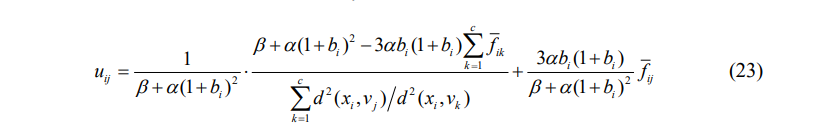 u_{ij} = \frac{1}{\beta + \alpha(1+b_i)^2} \cdot \frac{\beta + \alpha(1+b_i)^2 - 3\alpha b_i(1+b_i)\sum_{k=1}^{c} \bar{f}_{ik}}{\sum_{k=1}^{c} d^2(x_i, v_j) / d^2(x_i, v_k)} + \frac{3\alpha b_i(1+b_i)}{\beta + \alpha(1+b_i)^2} \bar{f}_{ij} (23)